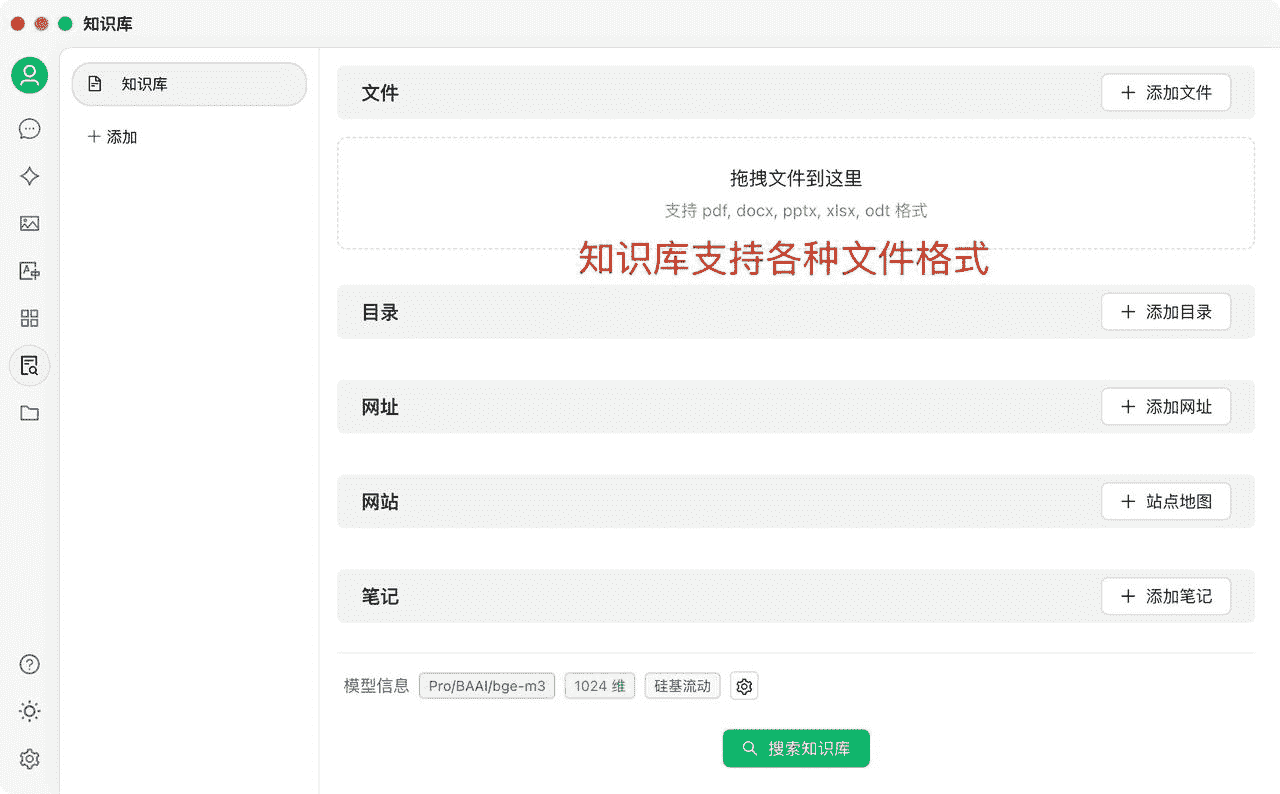 知识库
知识库
添加
文件
添加文件
拖拽文件到这里
支持 pdf, docx, pptx, xlsx, odt 格式
知识库支持各种文件格式
目录
添加目录
网址
添加网址
网站
站点地图
笔记
添加笔记
模型信息 Pro/BAAI/bge-m3 1024 维 硅基流动
搜索知识库